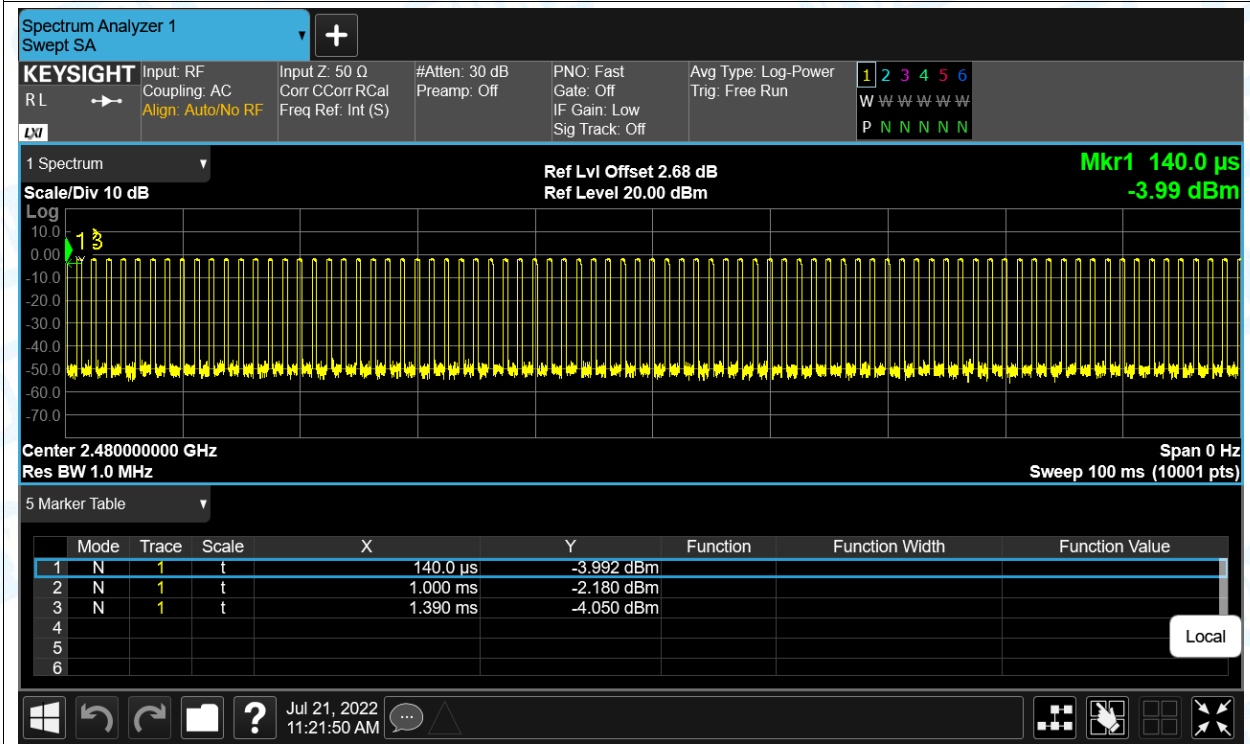 Spectrum Analyzer 1
Swept SA
+
KEYSIGHT Input: RF Input Z: 50 Ω #Atten: 30 dB PNO: Fast Avg Type: Log-Power 1 2 3 4 5 6
R L Coupling: AC Corr CCorr RCal Preamp: Off Gate: Off Trig: Free Run
Align: Auto/No RF Freq Ref: Int (S) IF Gain: Low W W W W W W
LXI Sig Track: Off P N N N N N
1 Spectrum Ref Lvl Offset 2.68 dB Mkr1 140.0 µs
Scale/Div 10 dB Ref Level 20.00 dBm -3.99 dBm
Log
10.0
1 3
0.00
-10.0
-20.0
-30.0
-40.0
-50.0
-60.0
-70.0
Center 2.480000000 GHz Span 0 Hz
Res BW 1.0 MHz Sweep 100 ms (10001 pts)
5 Marker Table
Mode Trace Scale X Y Function Function Width Function Value
1 N 1 t 140.0 µs -3.992 dBm
2 N 1 t 1.000 ms -2.180 dBm
3 N 1 t 1.390 ms -4.050 dBm
4
5
6
Local
? Jul 21, 2022
11:21:50 AM